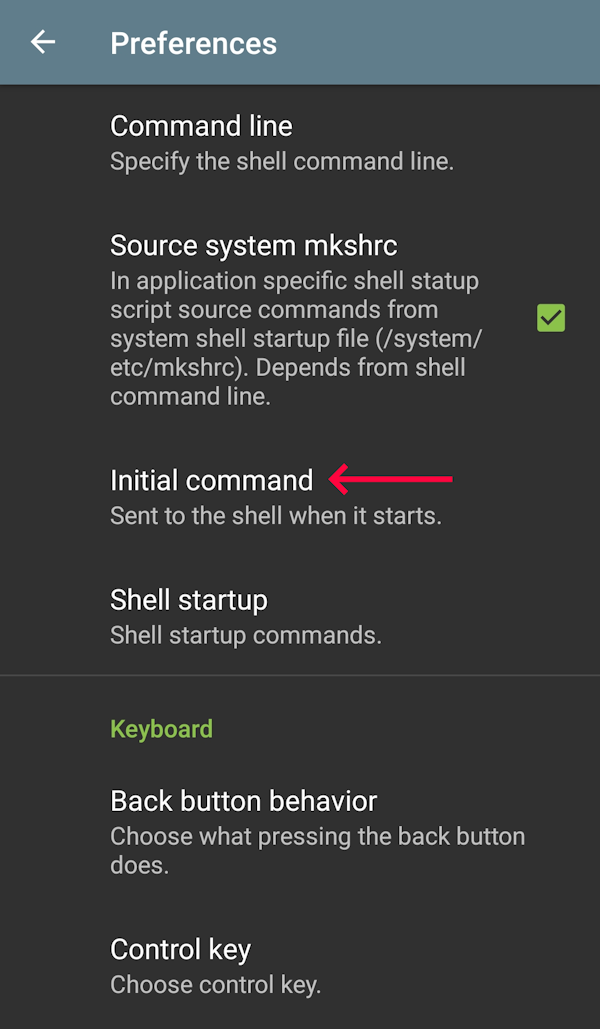 Preferences
Command line
Specify the shell command line.
Source system mkshrc
In application specific shell statup
script source commands from
system shell startup file (/system/
etc/mkshrc). Depends from shell
command line.
Initial command
Sent to the shell when it starts.
Shell startup
Shell startup commands.
Keyboard
Back button behavior
Choose what pressing the back button
does.
Control key
Choose control key.